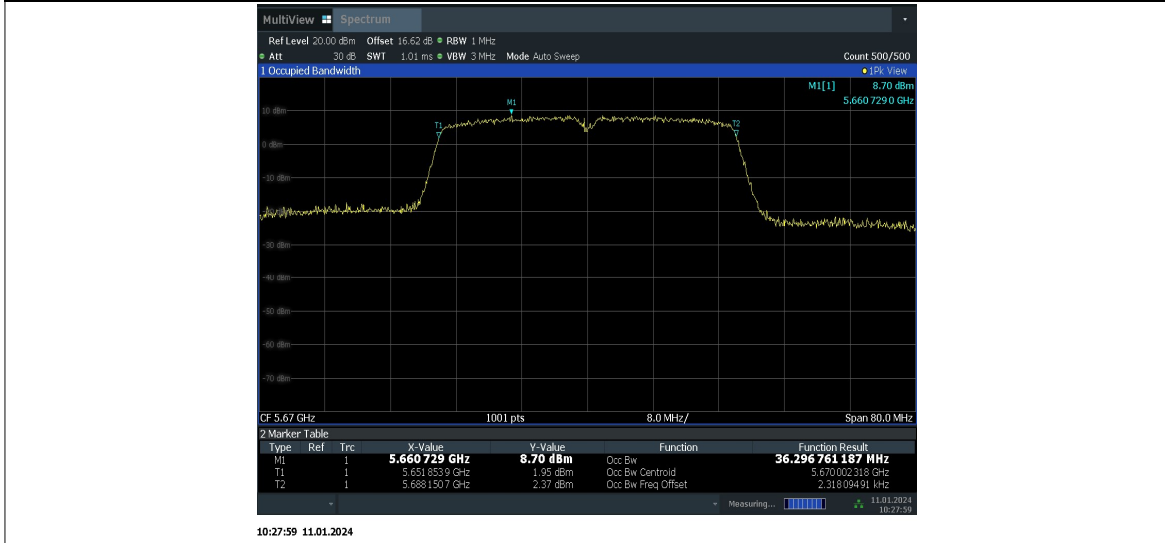 MultiView Spectrum
Ref Level 20.00 dBm Offset 16.62 dB RBW 1 MHz
Att 30 dB SWT 1.01 ms VBW 3 MHz Mode Auto Sweep Count 500/500
1 Occupied Bandwidth 1Pk View
M1[1] 8.70 dBm
5.660 729 0 GHz
M1
T1
T2
10 dBm
0 dBm
-10 dBm
-20 dBm
-30 dBm
-40 dBm
-50 dBm
-60 dBm
-70 dBm
CF 5.67 GHz 1001 pts 8.0 MHz/ Span 80.0 MHz
2 Marker Table
Type Ref Trc X-Value Y-Value Function Function Result
M1 1 5.660 729 GHz 8.70 dBm Occ Bw 36.296 761 187 MHz
T1 1 5.651 853 9 GHz 1.95 dBm Occ Bw Centroid 5.670 002 318 GHz
T2 1 5.688 150 7 GHz 2.37 dBm Occ Bw Freq Offset 2.318 094 91 kHz
Measuring... 11.01.2024
10:27:59
10:27:59 11.01.2024